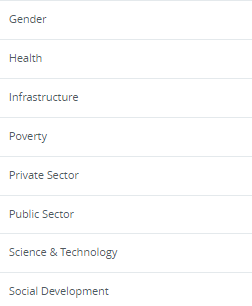 Gender
Health
Infrastructure
Poverty
Private Sector
Public Sector
Science & Technology
Social Development